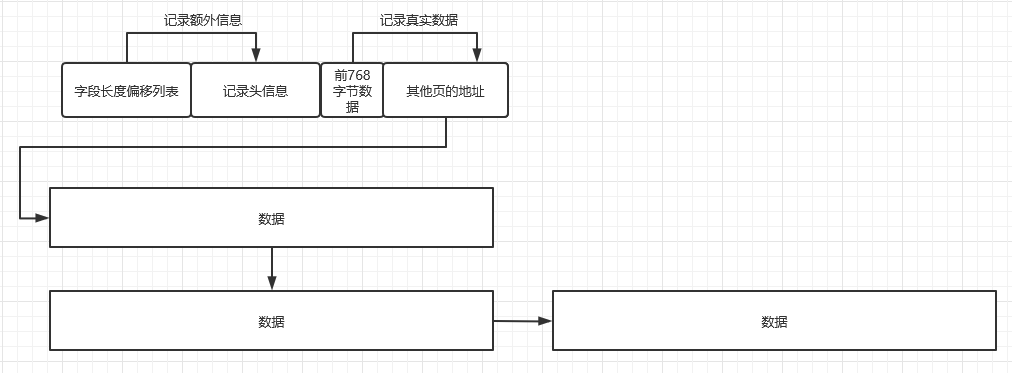 记录额外信息
记录真实数据
字段长度偏移列表
记录头信息
前768
字节数
据
其他页的地址
数据
数据
数据